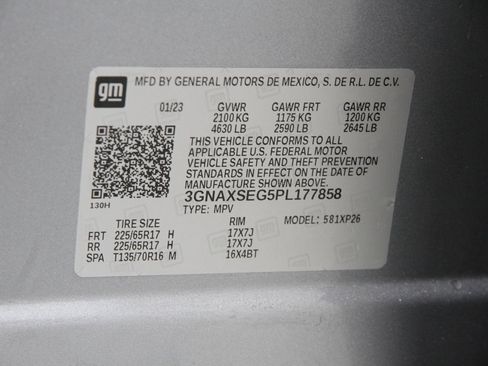 gm
MFD BY GENERAL MOTORS DE MEXICO, S. DE R.L. DE C.V.
01/23 GVWR GAWR FRT GAWR RR
2100 KG 1175 KG 1200 KG
4630 LB 2590 LB 2645 LB
THIS VEHICLE CONFORMS TO ALL
APPLICABLE U.S. FEDERAL MOTOR
VEHICLE SAFETY AND THEFT PREVENTION
STANDARDS IN EFFECT ON THE DATE OF
MANUFACTURE SHOWN ABOVE.
3GNAXSEG5PL177858
130H
TYPE: MPV MODEL: 581XP26
TIRE SIZE RIM
FRT 225/65R17 H 17X7J
RR 225/65R17 H 17X7J
SPA T135/70R16 M 16X4BT